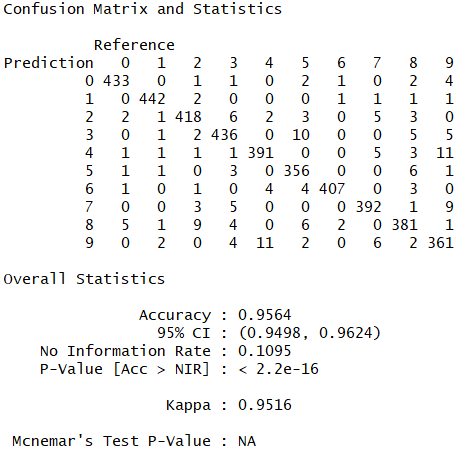 Confusion Matrix and Statistics
Reference
Prediction 0 1 2 3 4 5 6 7 8 9
0 433 0 1 1 0 2 1 0 2 4
1 0 442 2 0 0 0 1 1 1 1
2 2 1 418 6 2 3 0 5 3 0
3 0 1 2 436 0 10 0 0 5 5
4 1 1 1 1 391 0 0 5 3 11
5 1 1 0 3 0 356 0 0 6 1
6 1 0 1 0 4 4 407 0 3 0
7 0 0 3 5 0 0 0 392 1 9
8 5 1 9 4 0 6 2 0 381 1
9 0 2 0 4 11 2 0 6 2 361
Overall Statistics
Accuracy : 0.9564
95% CI : (0.9498, 0.9624)
No Information Rate : 0.1095
P-Value [Acc > NIR] : < 2.2e-16
Kappa : 0.9516
Mcnemar's Test P-Value : NA